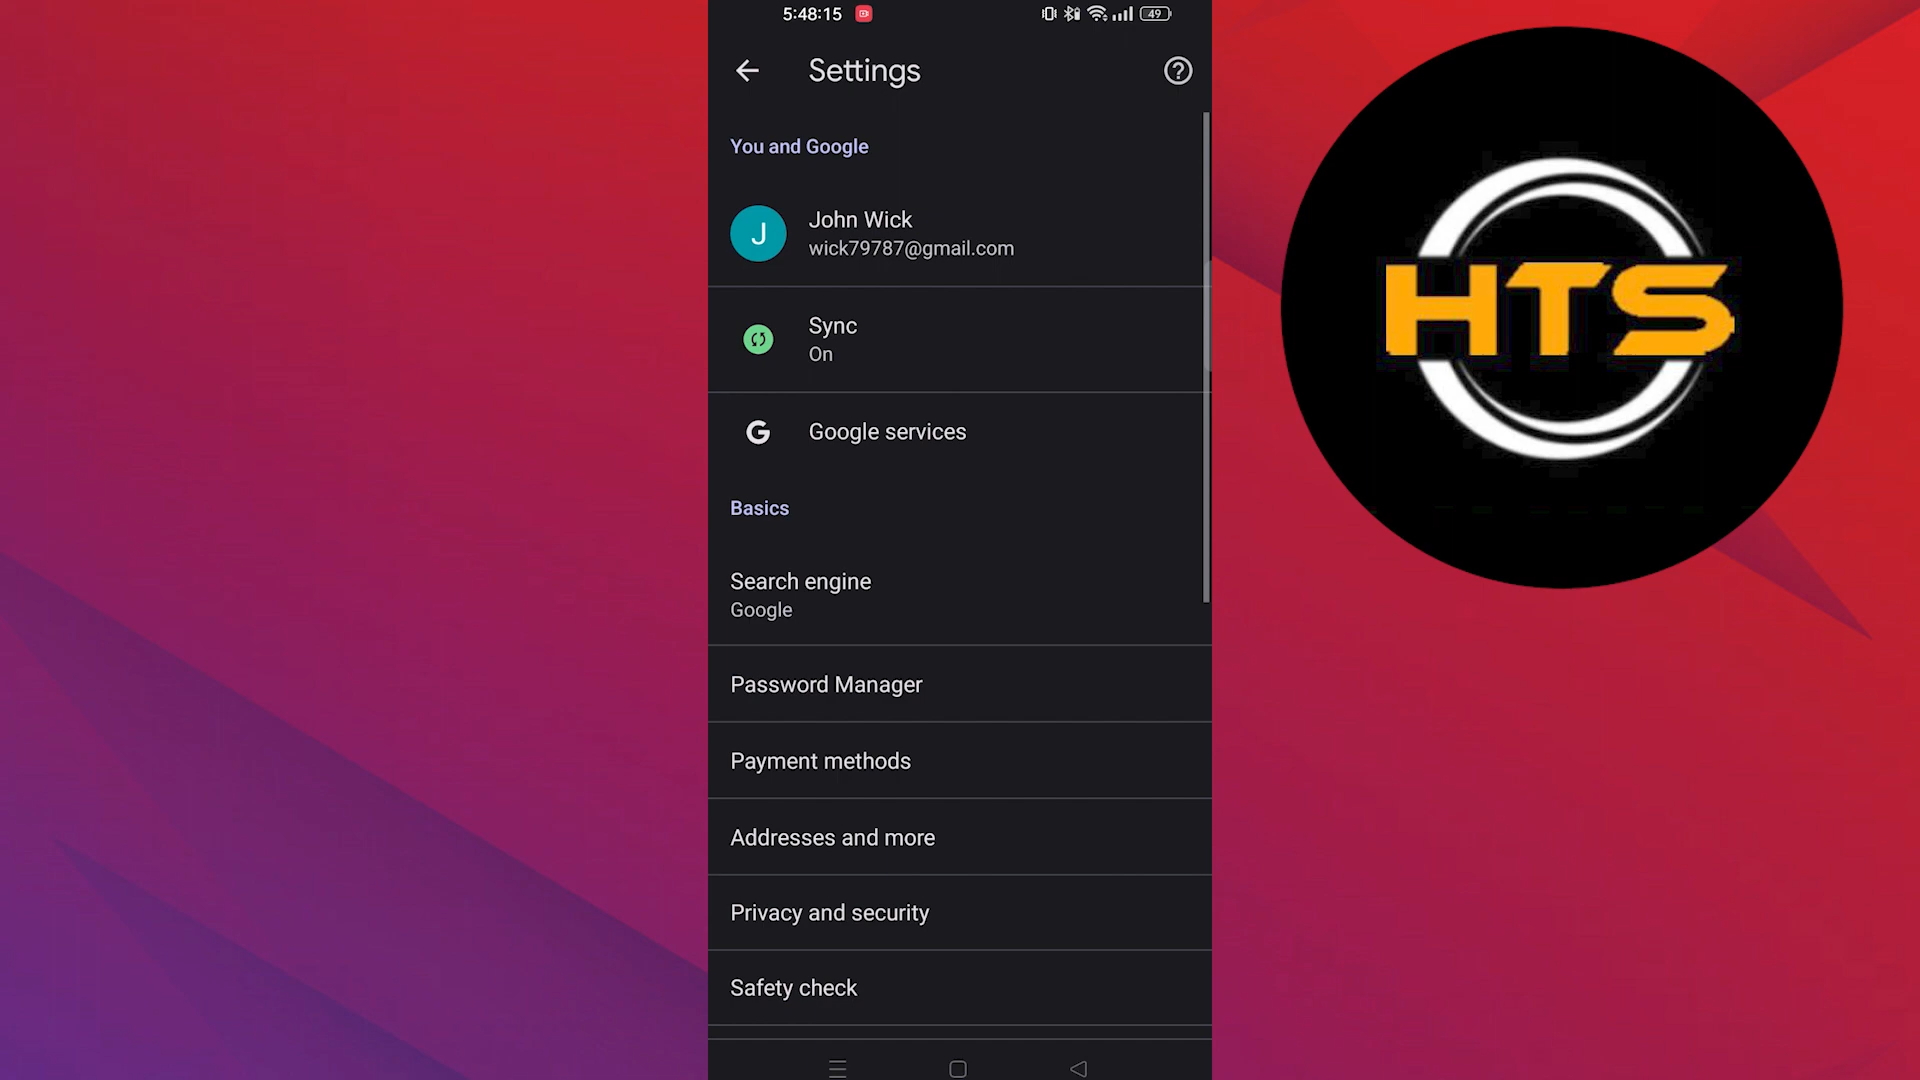 5:48:15
49
Settings
You and Google
J
John Wick
wick79787@gmail.com
Sync
On
G
Google services
Basics
Search engine
Google
Password Manager
Payment methods
Addresses and more
Privacy and security
Safety check
HTS